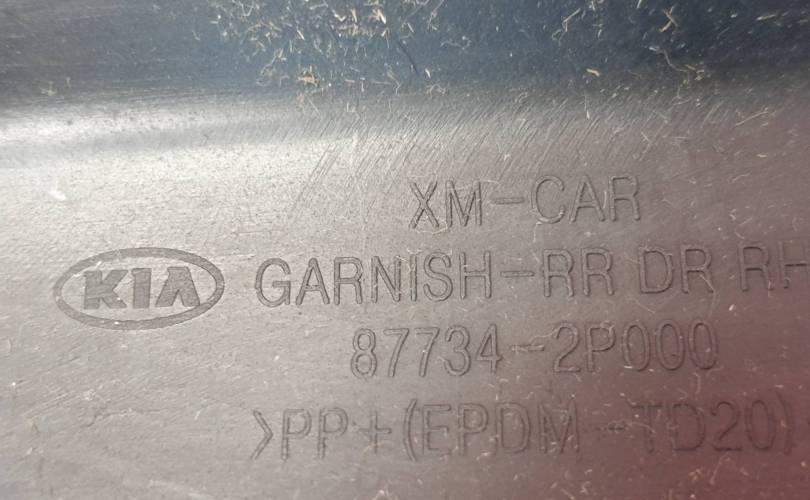 XM-CAR
KIA GARNISH-RR DR RH
87734-2P000
>PP+(EPDM-TD20)